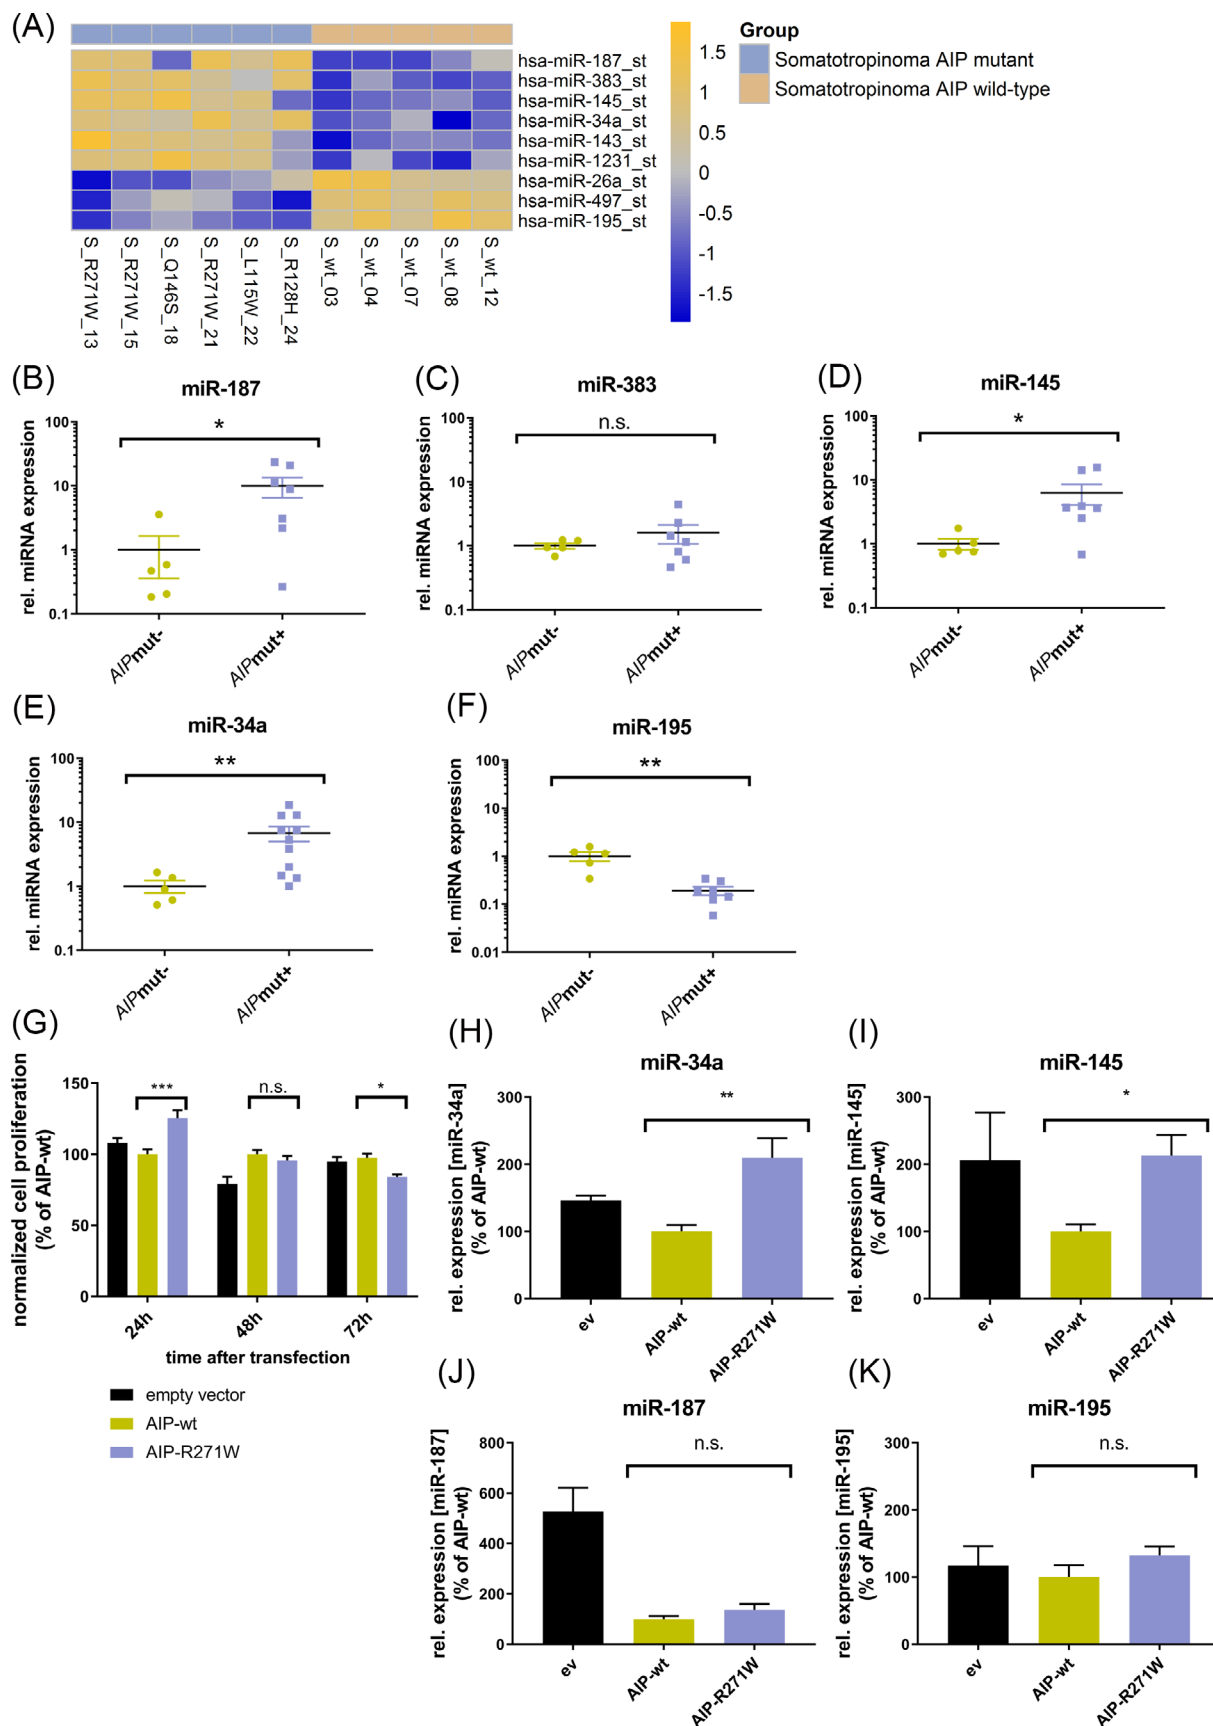 (A)
Group
Somatotropinoma AIP mutant
Somatotropinoma AIP wild-type
hsa-miR-187_st
hsa-miR-383_st
hsa-miR-145_st
hsa-miR-34a_st
hsa-miR-143_st
hsa-miR-1231_st
hsa-miR-26a_st
hsa-miR-497_st
hsa-miR-195_st
1.5
1
0.5
0
-0.5
-1
-1.5
S_R271W_13
S_R271W_15
S_Q146S_18
S_R271W_21
S_L115W_22
S_R128H_24
S_wt_03
S_wt_04
S_wt_07
S_wt_08
S_wt_12
(B)
miR-187
rel. miRNA expression
100
10
1
0.1
*
AIPmut-
AIPmut+
(C)
miR-383
rel. miRNA expression
100
10
1
0.1
n.s.
AIPmut-
AIPmut+
(D)
miR-145
rel. miRNA expression
100
10
1
0.1
*
AIPmut-
AIPmut+
(E)
miR-34a
rel. miRNA expression
100
10
1
0.1
**
AIPmut-
AIPmut+
(F)
miR-195
rel. miRNA expression
100
10
1
0.1
0.01
**
AIPmut-
AIPmut+
(G)
normalized cell proliferation
(% of AIP-wt)
150
100
50
0
***
n.s.
*
24h
48h
72h
time after transfection
empty vector
AIP-wt
AIP-R271W
(H)
miR-34a
rel. expression [miR-34a]
(% of AIP-wt)
300
200
100
0
**
ev
AIP-wt
AIP-R271W
(I)
miR-145
rel. expression [miR-145]
(% of AIP-wt)
300
200
100
0
*
ev
AIP-wt
AIP-R271W
(J)
miR-187
rel. expression [miR-187]
(% of AIP-wt)
800
600
400
200
0
n.s.
ev
AIP-wt
AIP-R271W
(K)
miR-195
rel. expression [miR-195]
(% of AIP-wt)
300
200
100
0
n.s.
ev
AIP-wt
AIP-R271W